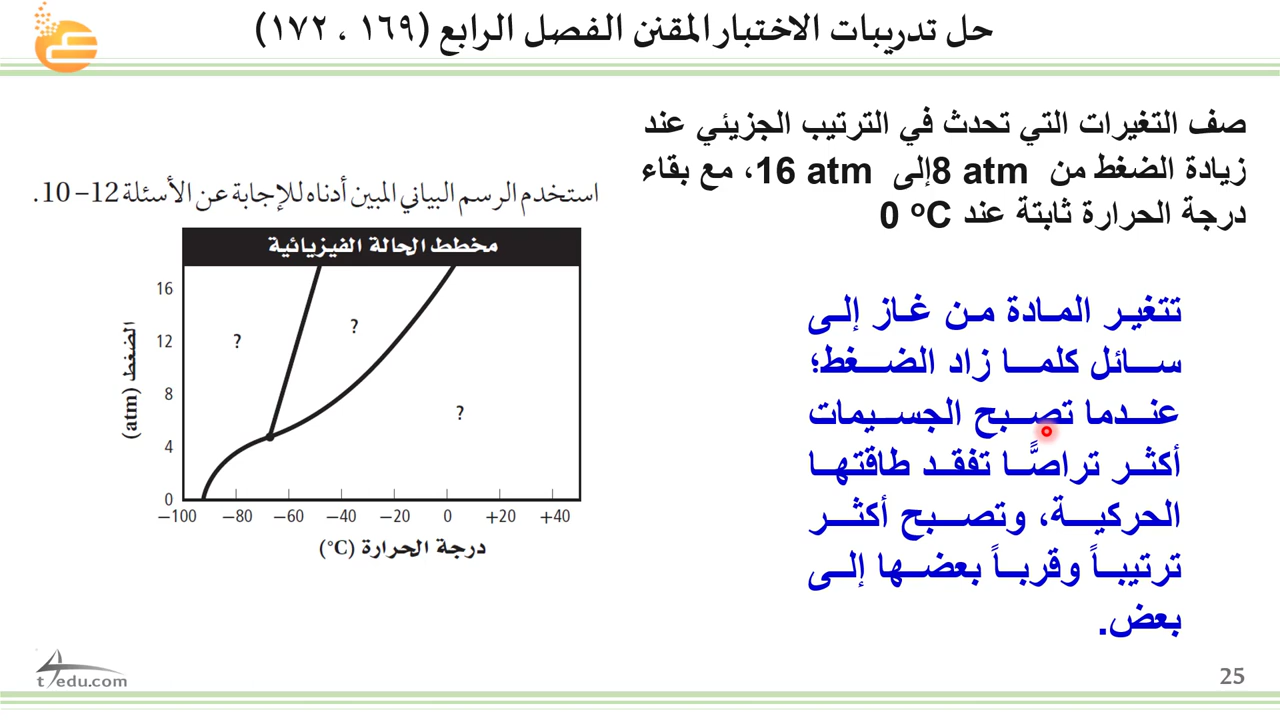 حل تدريبات الاختبار المقنن الفصل الرابع (١٦٩ ، ١٧٢)
صف التغيرات التي تحدث في الترتيب الجزيئي عند
زيادة الضغط من 8 atm إلى 16 atm، مع بقاء
درجة الحرارة ثابتة عند 0 ºC
تتغير المادة من غاز إلى
سائل كلما زاد الضغط؛
عندما تصبح الجسيمات
أكثر تراصًّا تفقد طاقتها
الحركية، وتصبح أكثر
ترتيباً وقرباً بعضها إلى
بعض.
استخدم الرسم البياني المبين أدناه للإجابة عن الأسئلة 12–10.
مخطط الحالة الفيزيائية
الضغط (atm)
16
12
8
4
0
?
?
?
−100 −80 −60 −40 −20 0 +20 +40
درجة الحرارة (°C)
t4edu.com
25